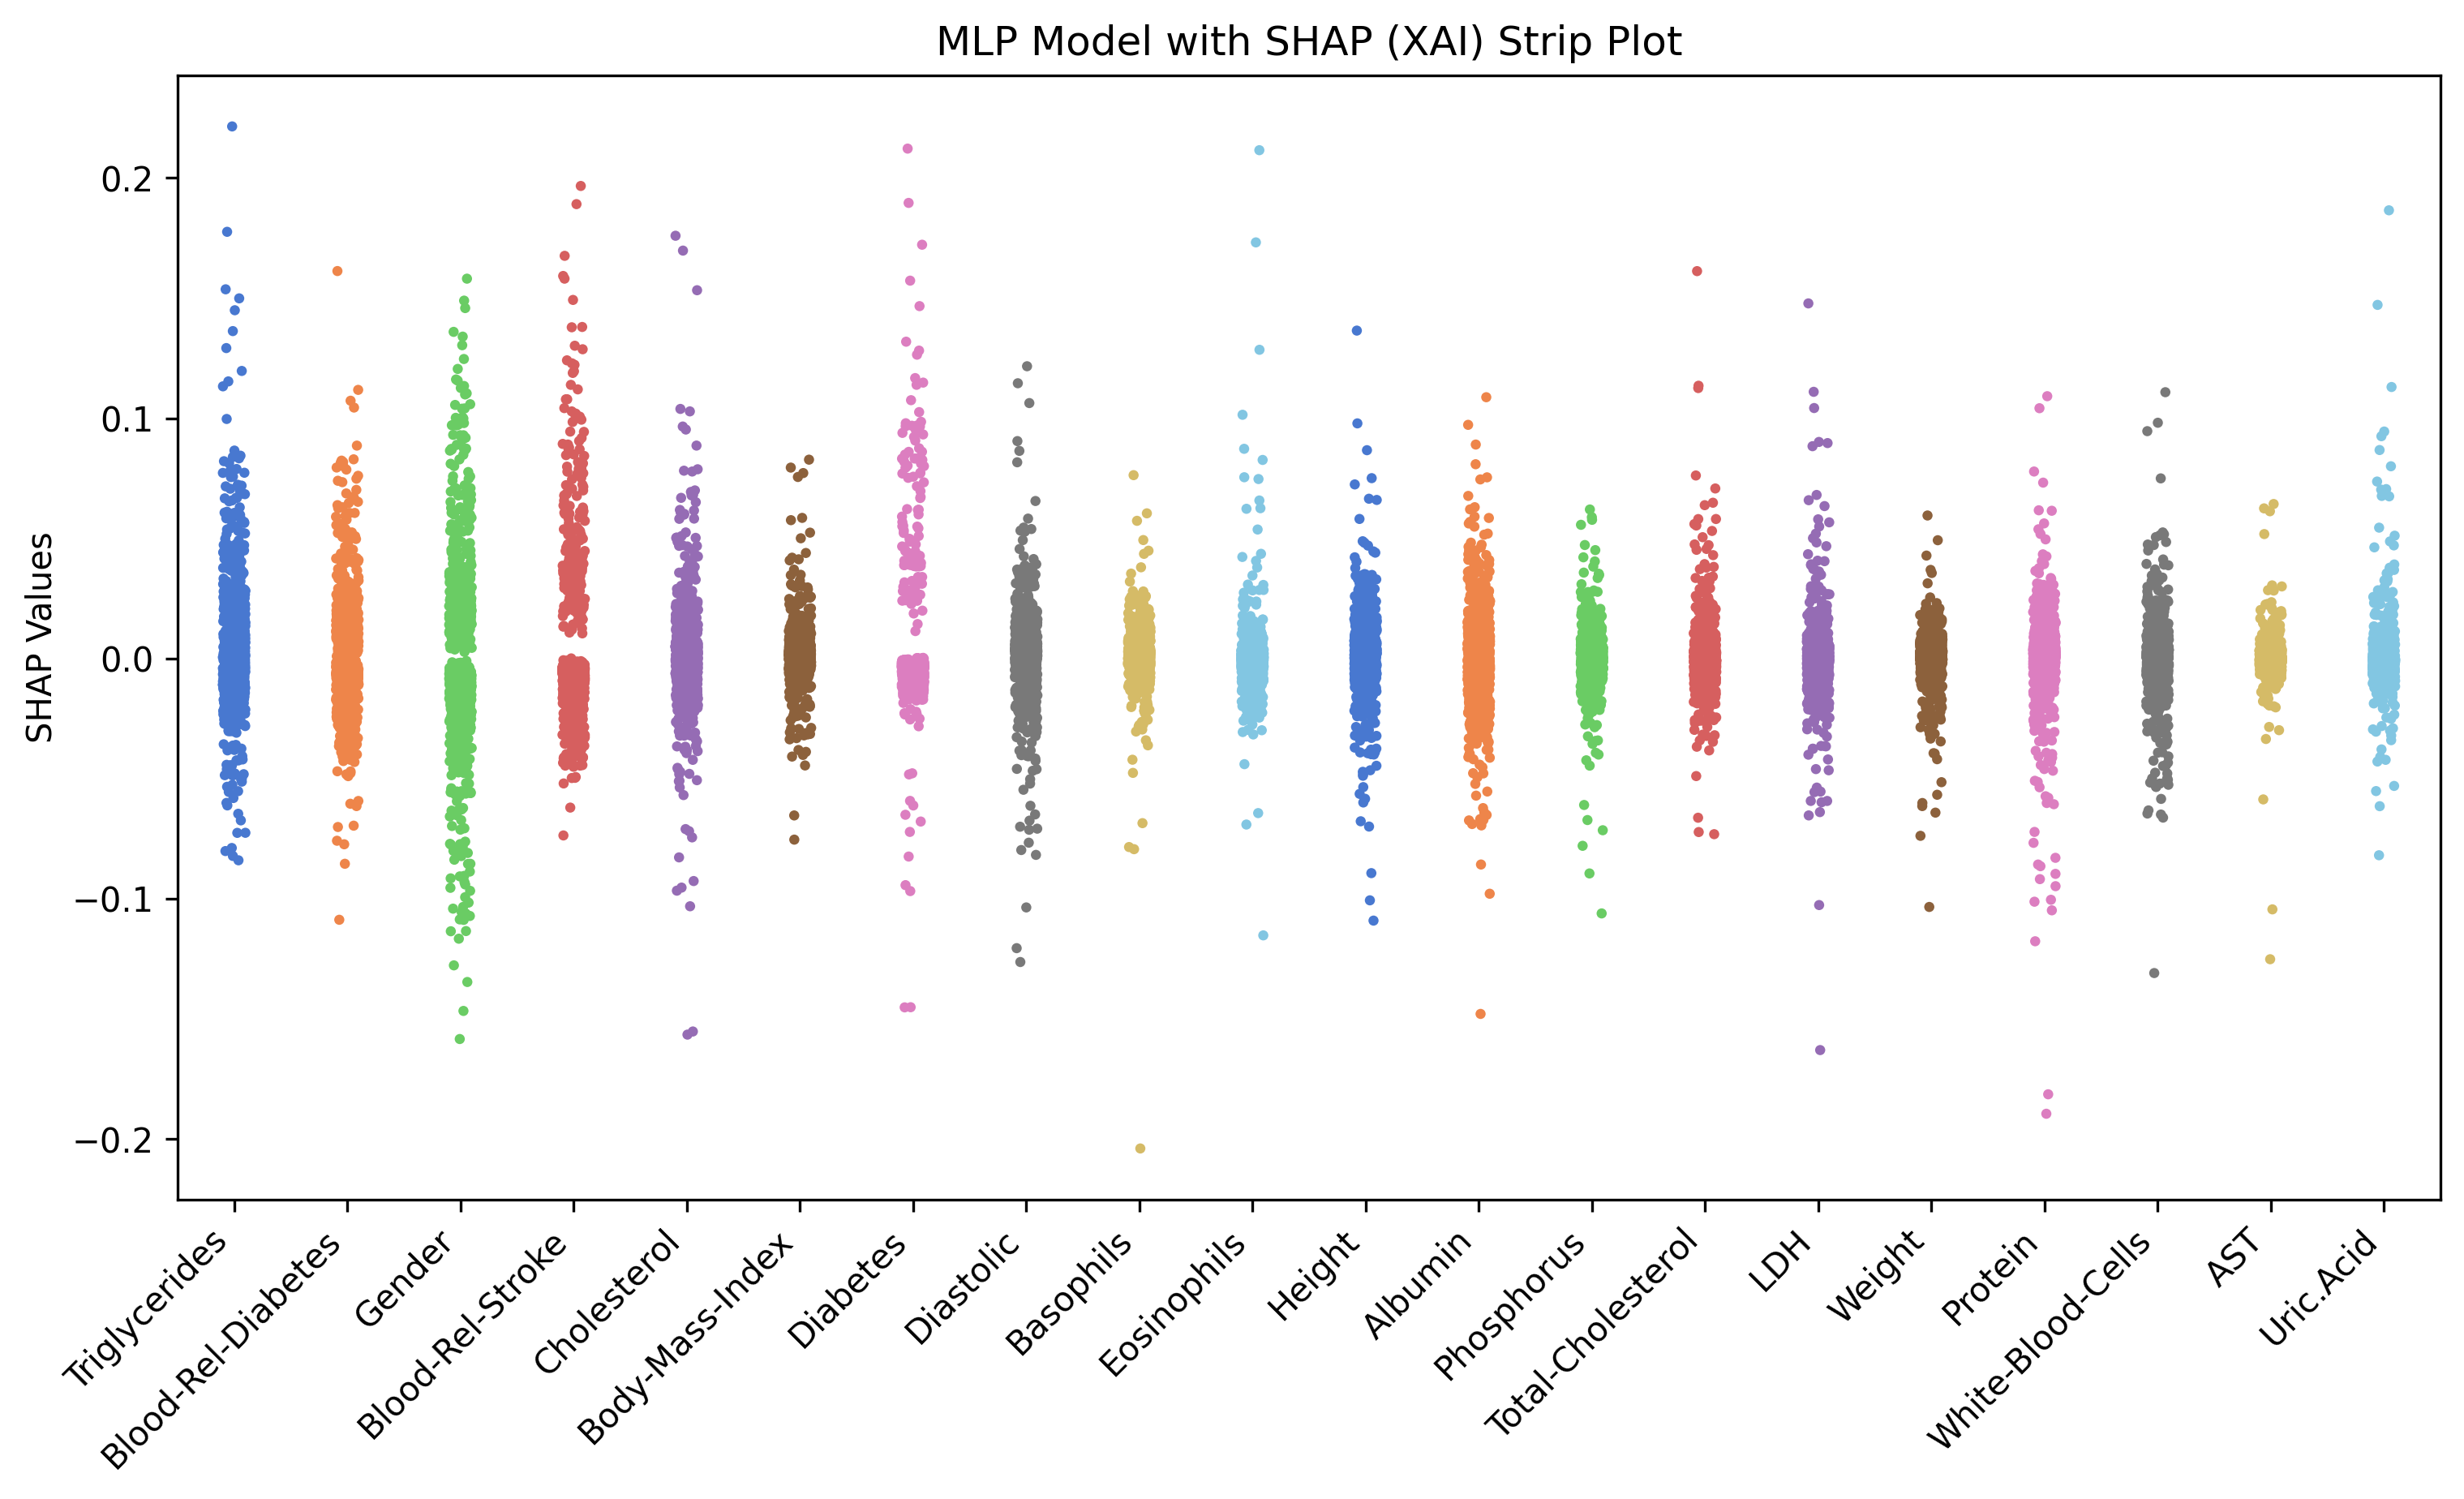 MLP Model with SHAP (XAI) Strip Plot
SHAP Values
0.2
0.1
0.0
−0.1
−0.2
Triglycerides
Blood-Rel-Diabetes
Gender
Blood-Rel-Stroke
Cholesterol
Body-Mass-Index
Diabetes
Diastolic
Basophils
Eosinophils
Height
Albumin
Phosphorus
Total-Cholesterol
LDH
Weight
Protein
White-Blood-Cells
AST
Uric.Acid